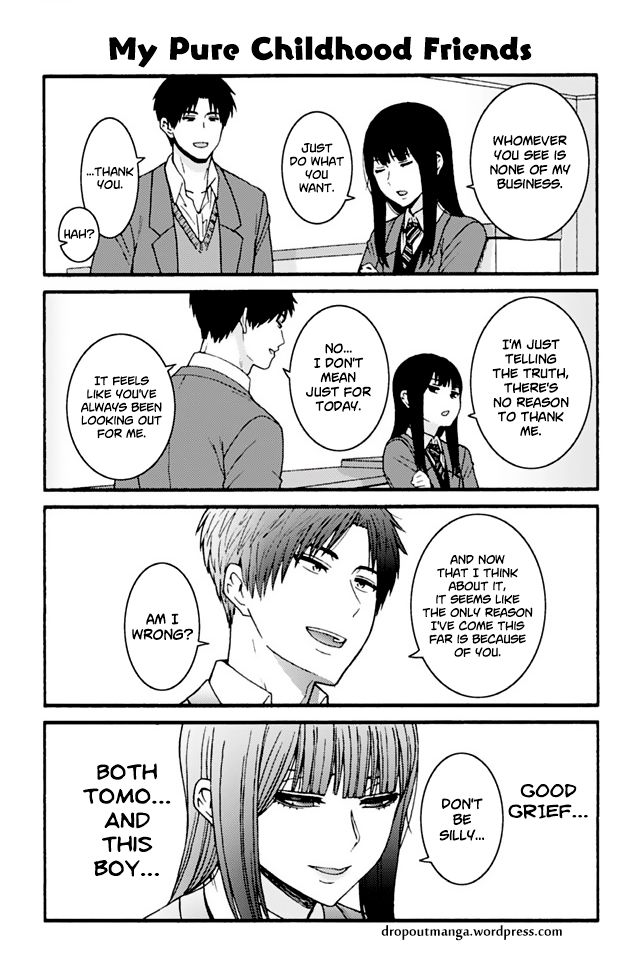 My Pure Childhood Friends
WHOMEVER
YOU SEE IS
NONE OF MY
BUSINESS.
JUST
DO WHAT
YOU
WANT.
...THANK
YOU.
HAH?
I'M JUST
TELLING
THE TRUTH,
THERE'S
NO REASON
TO THANK
ME.
NO...
I DON'T
MEAN
JUST FOR
TODAY.
IT FEELS
LIKE YOU'VE
ALWAYS BEEN
LOOKING OUT
FOR ME.
AND NOW
THAT I THINK
ABOUT IT,
IT SEEMS LIKE
THE ONLY REASON
I'VE COME THIS
FAR IS BECAUSE
OF YOU.
AM I
WRONG?
GOOD
GRIEF...
DON'T
BE
SILLY...
BOTH
TOMO...
AND
THIS
BOY...
dropoutmanga.wordpress.com